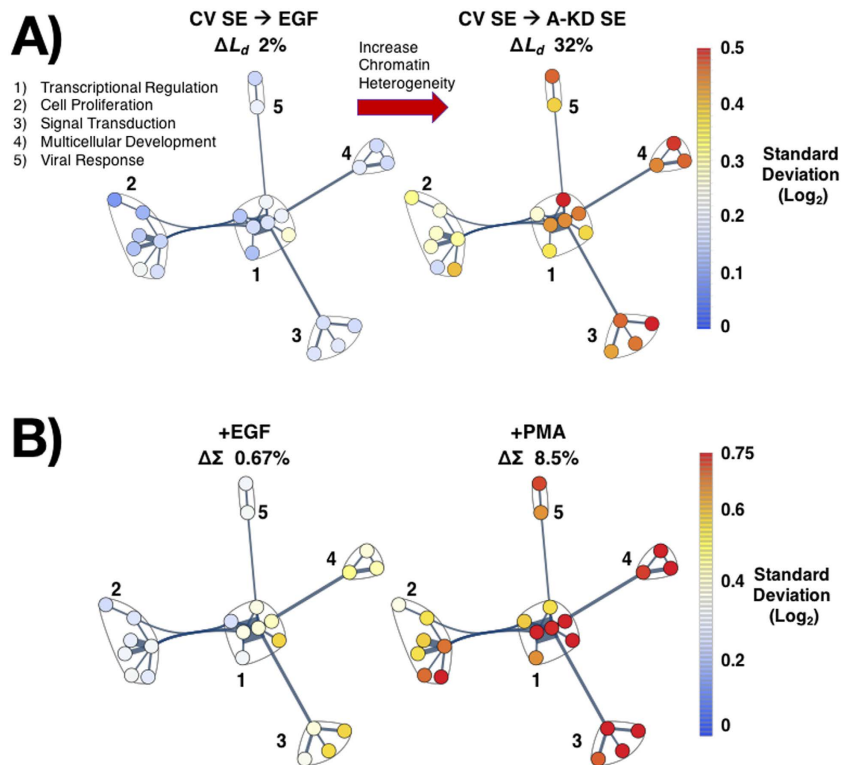 A)
CV SE → EGF
ΔL_d 2%
Increase
Chromatin
Heterogeneity
CV SE → A-KD SE
ΔL_d 32%
1) Transcriptional Regulation
2) Cell Proliferation
3) Signal Transduction
4) Multicellular Development
5) Viral Response
5
4
2
1
3
5
4
2
1
3
0.5
0.4
0.3
0.2
0.1
0
Standard
Deviation
(Log₂)
B)
+EGF
ΔΣ 0.67%
+PMA
ΔΣ 8.5%
5
4
2
1
3
5
4
2
1
3
0.75
0.6
0.4
0.2
0
Standard
Deviation
(Log₂)